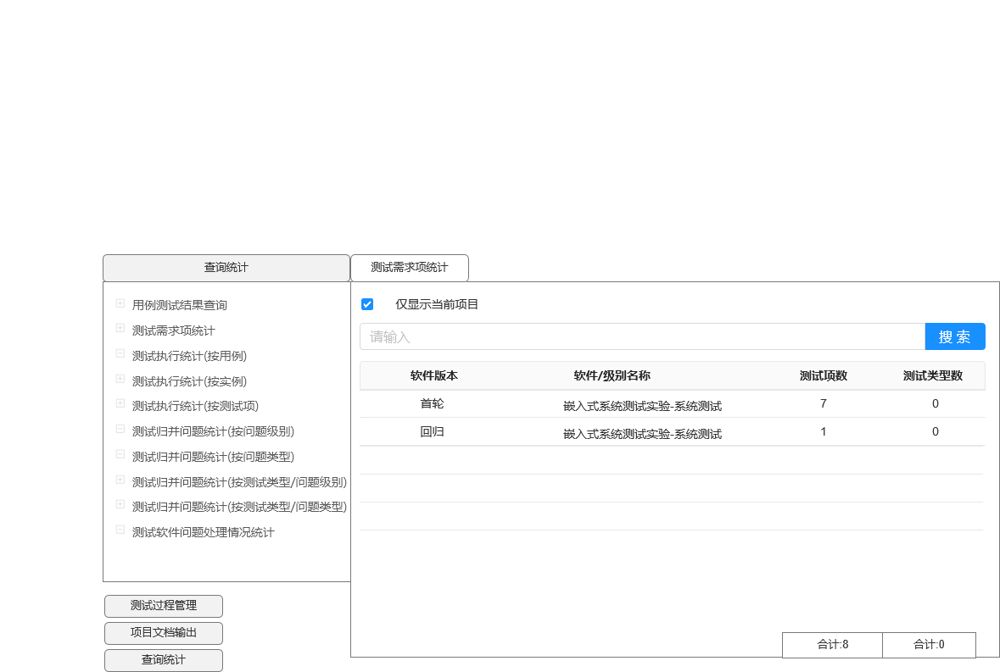 查询统计
测试需求项统计
用例测试结果查询
测试需求项统计
测试执行统计(按用例)
测试执行统计(按实例)
测试执行统计(按测试项)
测试归并问题统计(按问题级别)
测试归并问题统计(按问题类型)
测试归并问题统计(按测试类型/问题级别)
测试归并问题统计(按测试类型/问题类型)
测试软件问题处理情况统计
仅显示当前项目
请输入 搜 索
软件版本 软件/级别名称 测试项数 测试类型数
首轮 嵌入式系统测试实验-系统测试 7 0
回归 嵌入式系统测试实验-系统测试 1 0
合计:8 合计:0
测试过程管理
项目文档输出
查询统计